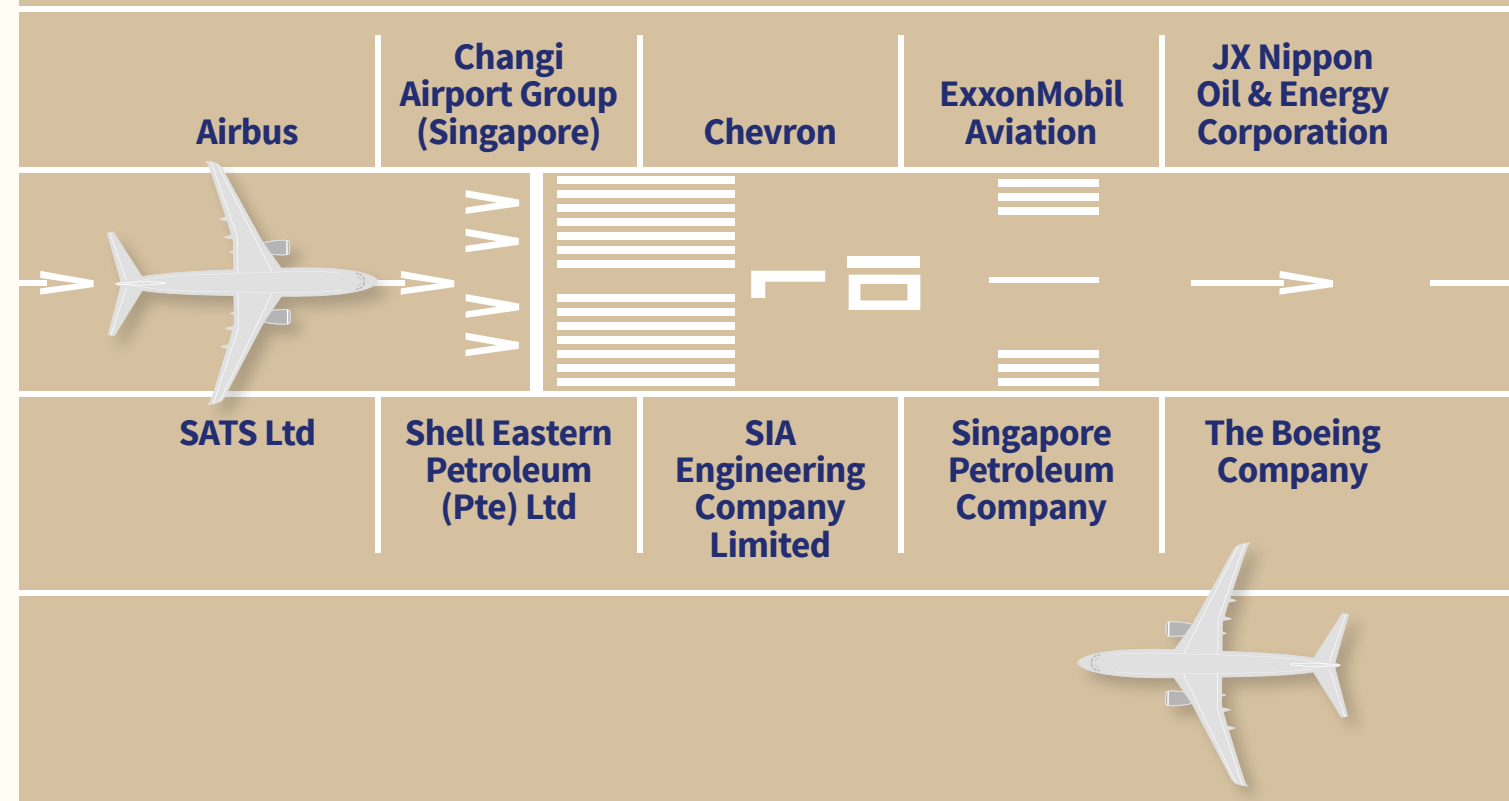 Airbus
Changi
Airport Group
(Singapore)
Chevron
ExxonMobil
Aviation
JX Nippon
Oil & Energy
Corporation
10
L
SATS Ltd
Shell Eastern
Petroleum
(Pte) Ltd
SIA
Engineering
Company
Limited
Singapore
Petroleum
Company
The Boeing
Company